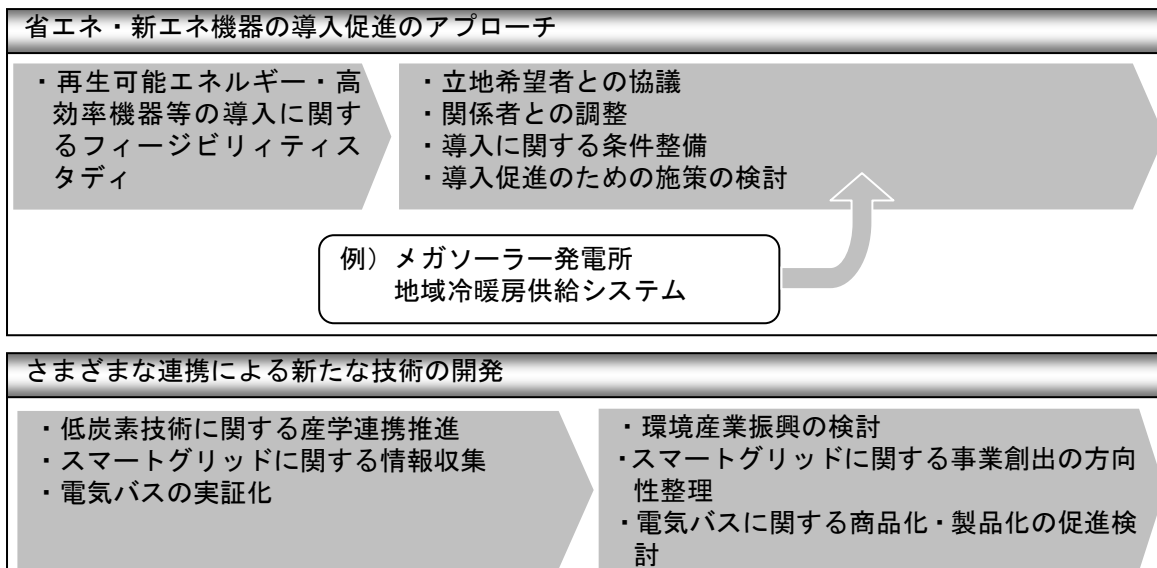 省エネ・新エネ機器の導入促進のアプローチ
・再生可能エネルギー・高
効率機器等の導入に関す
るフィージビリティス
タディ
・立地希望者との協議
・関係者との調整
・導入に関する条件整備
・導入促進のための施策の検討
例）メガソーラー発電所
地域冷暖房供給システム
さまざまな連携による新たな技術の開発
・低炭素技術に関する産学連携推進
・スマートグリッドに関する情報収集
・電気バスの実証化
・環境産業振興の検討
・スマートグリッドに関する事業創出の方向
性整理
・電気バスに関する商品化・製品化の促進検
討